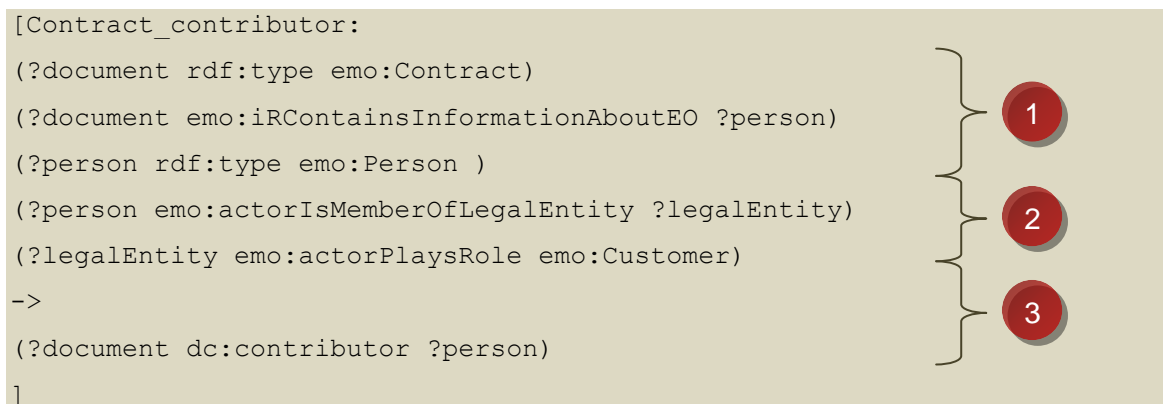 [Contract_contributor:
(?document rdf:type emo:Contract)
(?document emo:iRContainsInformationAboutEO ?person)
1
(?person rdf:type emo:Person )
(?person emo:actorIsMemberOfLegalEntity ?legalEntity)
2
(?legalEntity emo:actorPlaysRole emo:Customer)
->
3
(?document dc:contributor ?person)
]